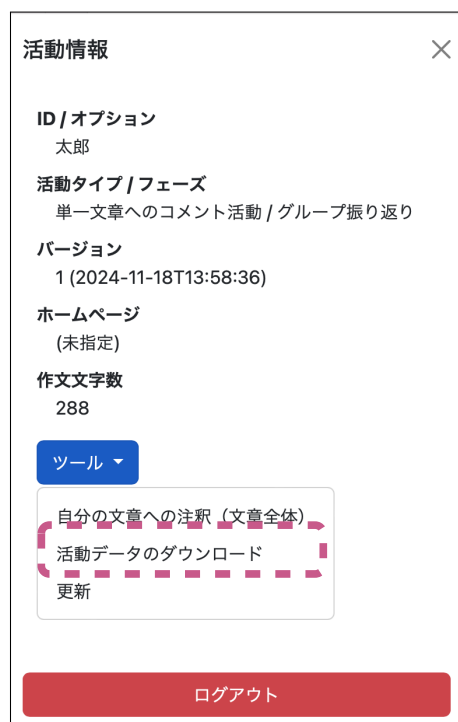 活動情報
ID / オプション
太郎
活動タイプ / フェーズ
単一文章へのコメント活動 / グループ振り返り
バージョン
1 (2024-11-18T13:58:36)
ホームページ
(未指定)
作文文字数
288
ツール
自分の文章への注釈（文章全体）
活動データのダウンロード
更新
ログアウト